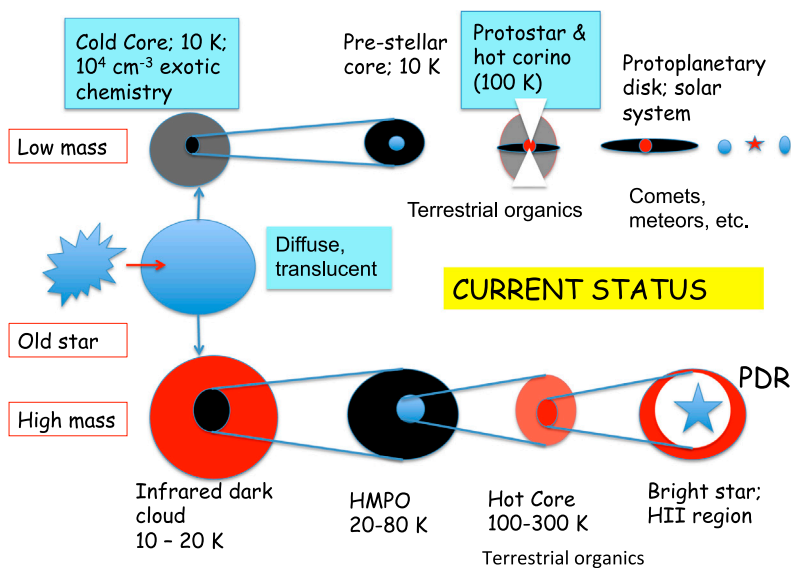 Cold Core; 10 K;
10⁴ cm⁻³ exotic
chemistry
Pre-stellar
core; 10 K
Protostar &
hot corino
(100 K)
Protoplanetary
disk; solar
system
Low mass
Terrestrial organics
Comets,
meteors, etc.
Diffuse,
translucent
CURRENT STATUS
Old star
High mass
PDR
Infrared dark
cloud
10 – 20 K
HMPO
20-80 K
Hot Core
100-300 K
Terrestrial organics
Bright star;
HII region